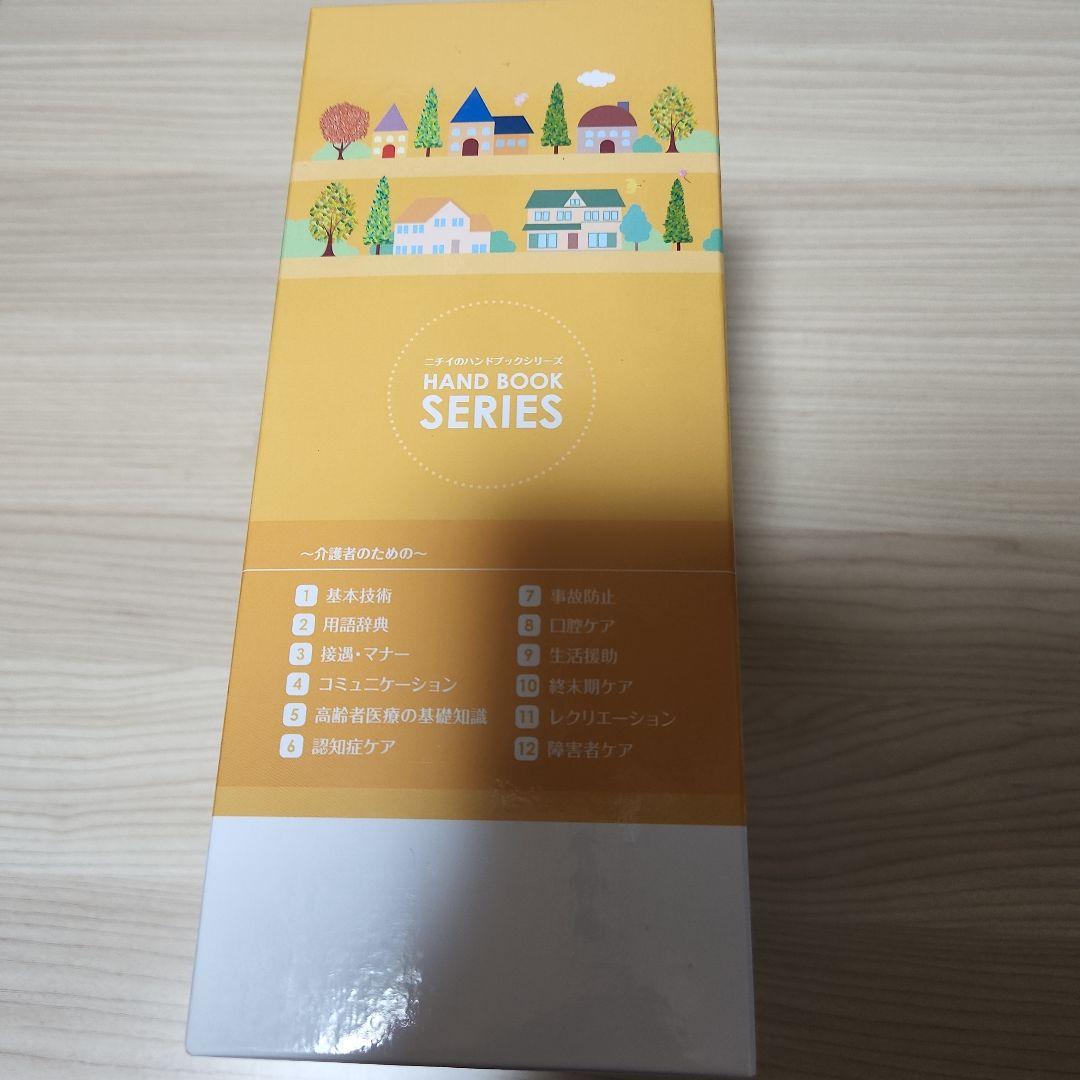 ニチイのハンドブックシリーズ
HAND BOOK
SERIES
～介護者のための～
1 基本技術
2 用語辞典
3 接遇・マナー
4 コミュニケーション
5 高齢者医療の基礎知識
6 認知症ケア
7 事故防止
8 口腔ケア
9 生活援助
10 終末期ケア
11 レクリエーション
12 障害者ケア